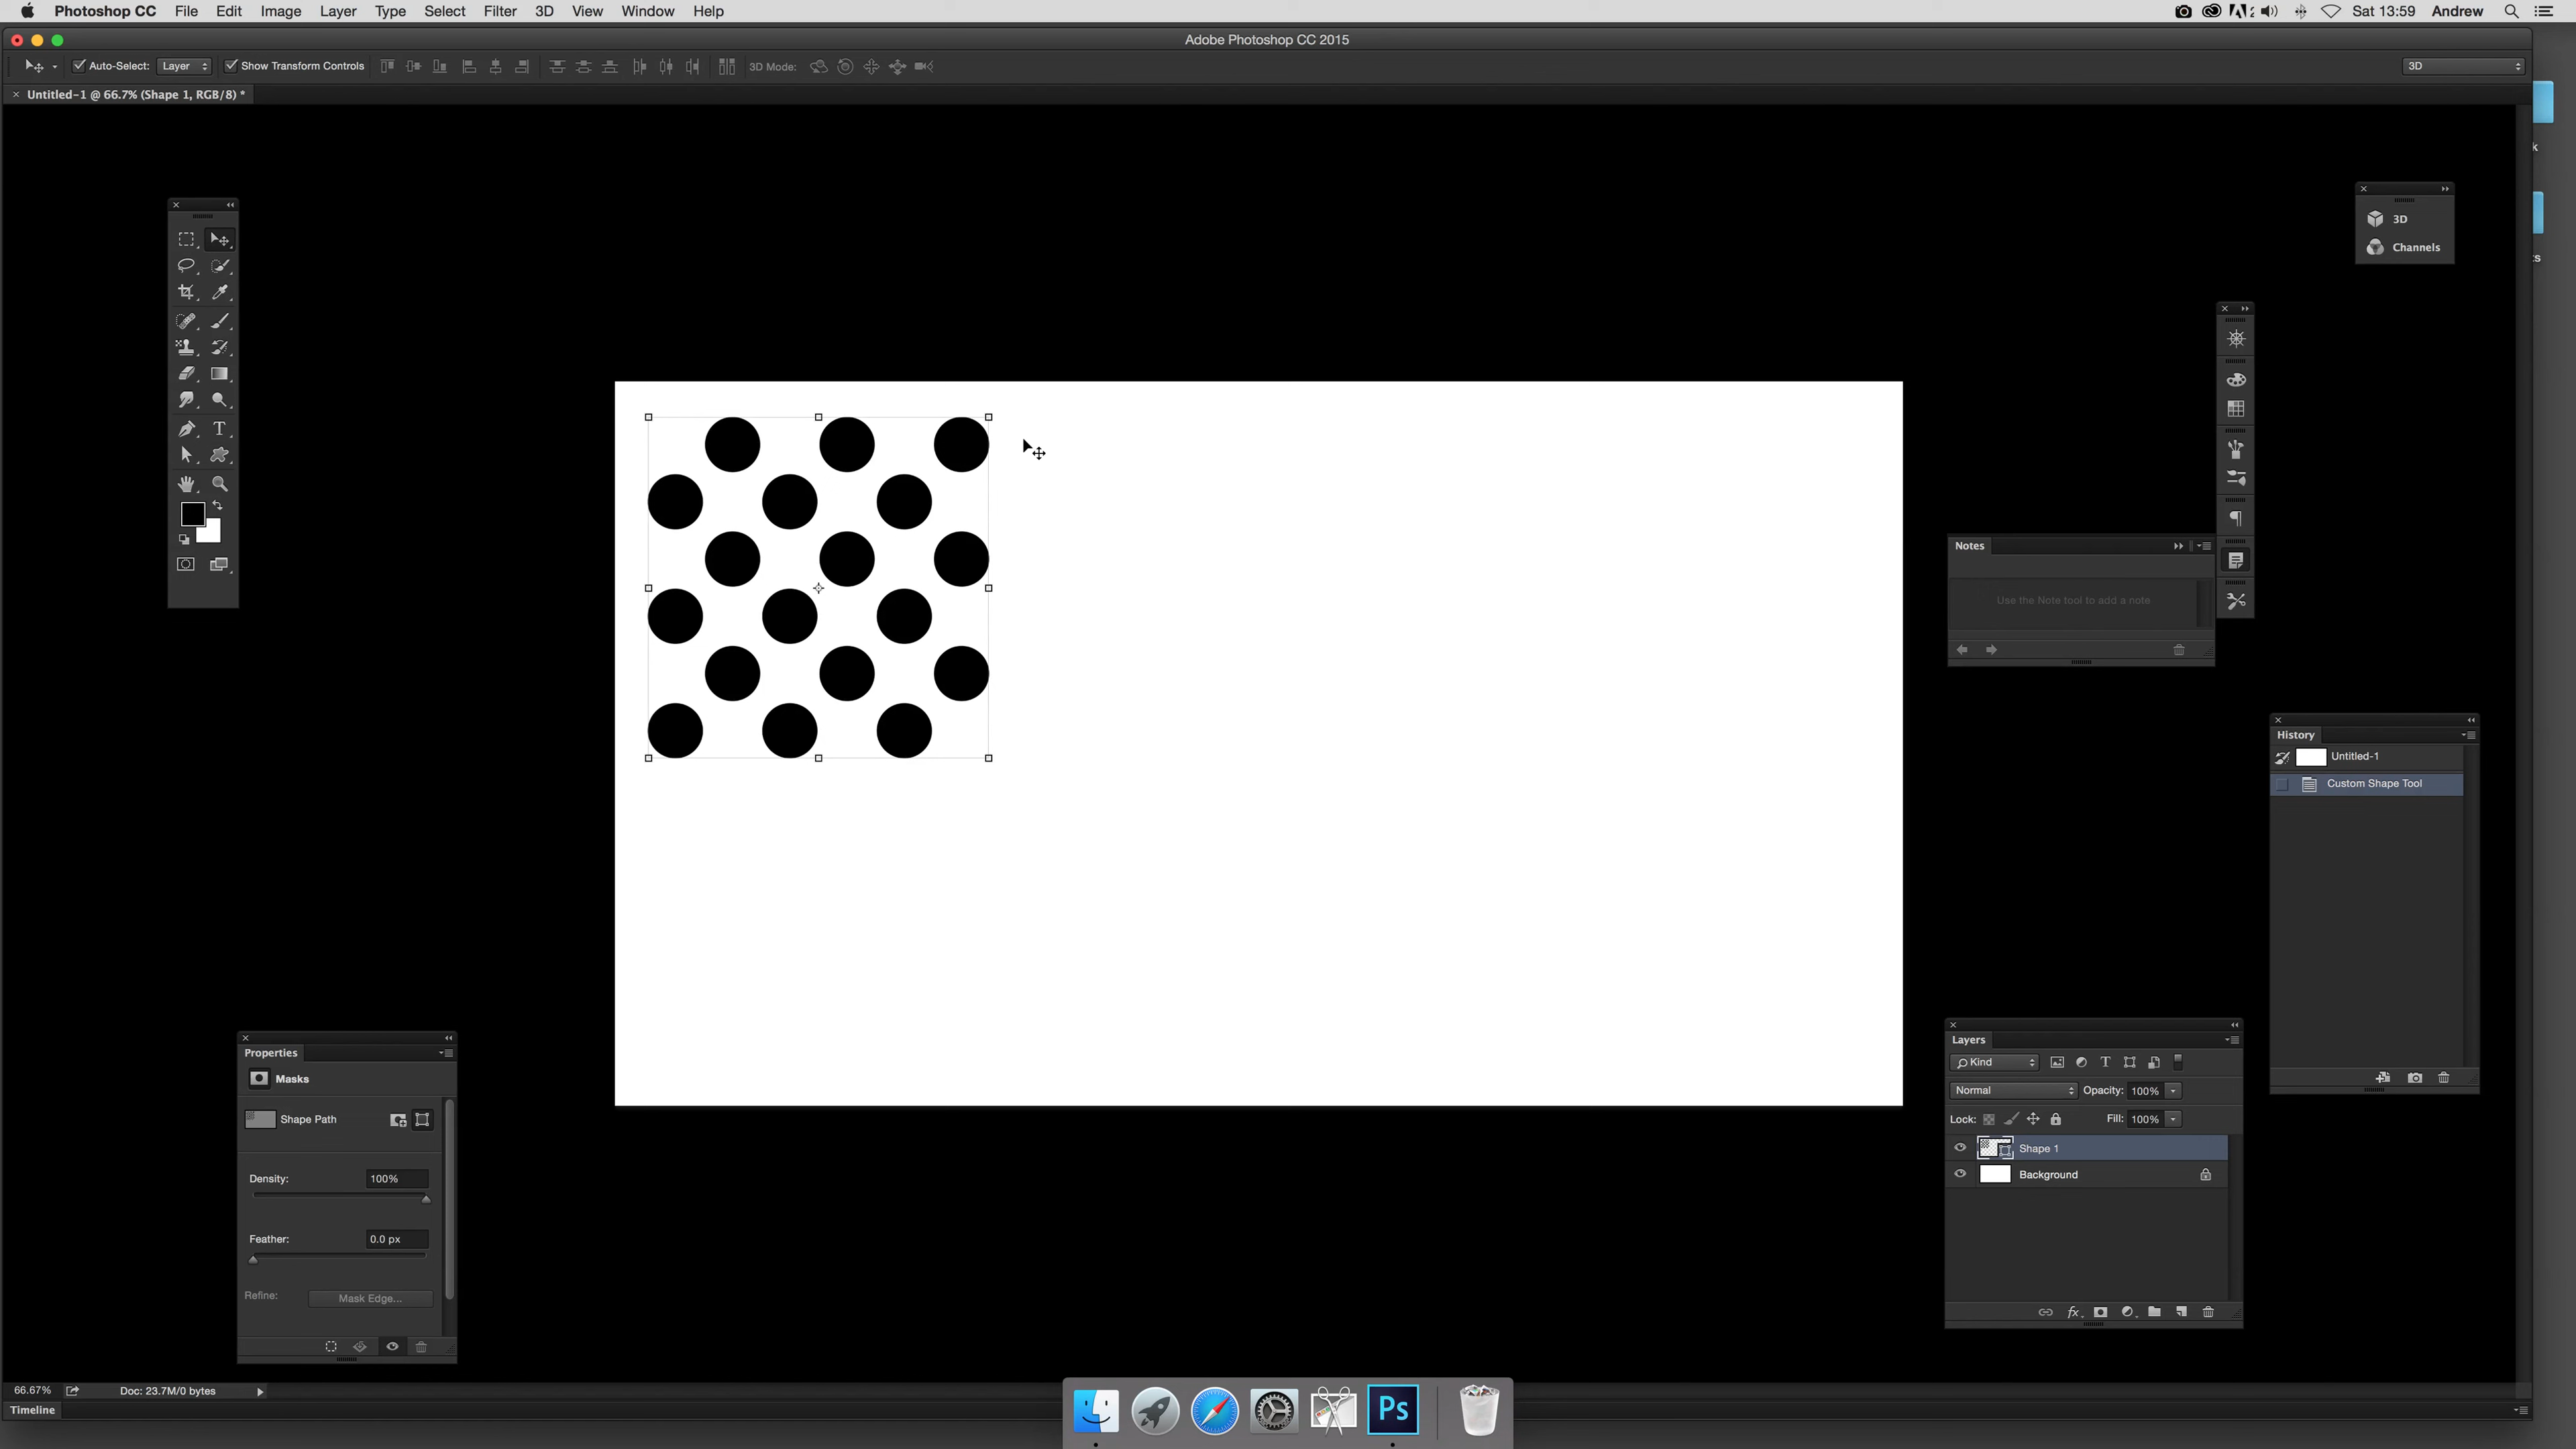 Photoshop CC File Edit Image Layer Type Select Filter 3D View Window Help Sat 13:59 Andrew
Adobe Photoshop CC 2015
Auto-Select: Layer Show Transform Controls 3D Mode: 3D
Untitled-1 @ 66.7% (Shape 1, RGB/8) *
k
3D
Channels
ts
Notes
Use the Note tool to add a note
History
Untitled-1
Custom Shape Tool
Properties
Masks
Shape Path
Density: 100%
Feather: 0.0 px
Refine: Mask Edge...
Layers
Kind
Normal Opacity: 100%
Lock: Fill: 100%
Shape 1
Background
66.67% Doc: 23.7M/0 bytes
Timeline
Ps